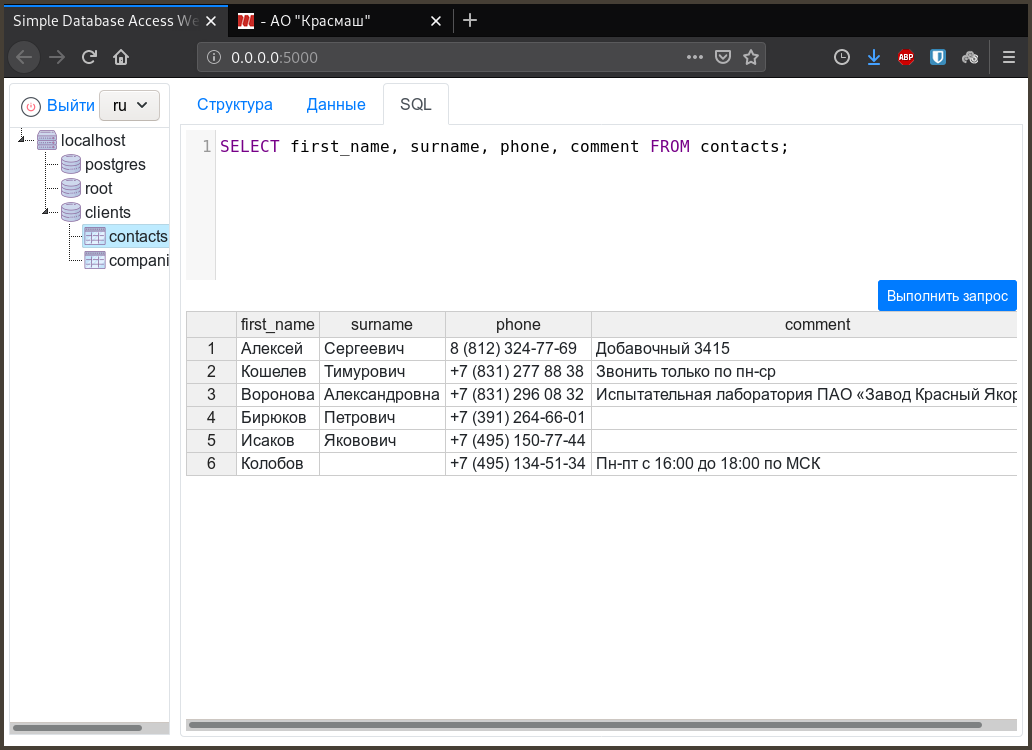 Simple Database Access We
- АО "Красмаш"
0.0.0.0:5000
ABP
Выйти ru
localhost
postgres
root
clients
contacts
compani
Структура Данные SQL
1 SELECT first_name, surname, phone, comment FROM contacts;
Выполнить запрос
first_name surname phone comment
1 Алексей Сергеевич 8 (812) 324-77-69 Добавочный 3415
2 Кошелев Тимурович +7 (831) 277 88 38 Звонить только по пн-ср
3 Воронова Александровна +7 (831) 296 08 32 Испытательная лаборатория ПАО «Завод Красный Якор
4 Бирюков Петрович +7 (391) 264-66-01
5 Исаков Яковович +7 (495) 150-77-44
6 Колобов +7 (495) 134-51-34 Пн-пт с 16:00 до 18:00 по МСК